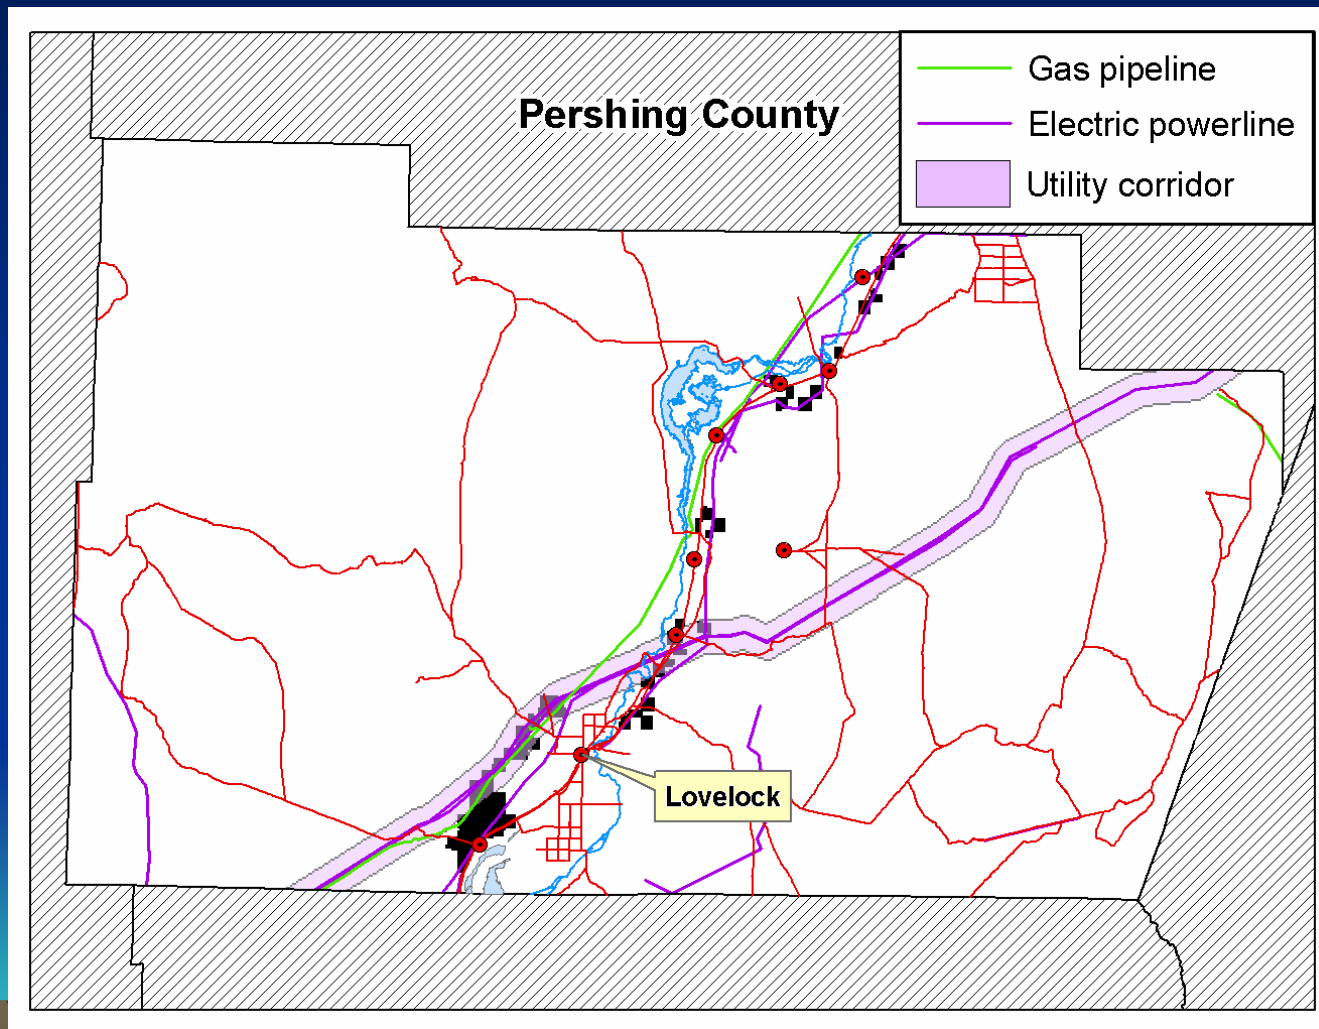 Pershing County
Gas pipeline
Electric powerline
Utility corridor
Lovelock